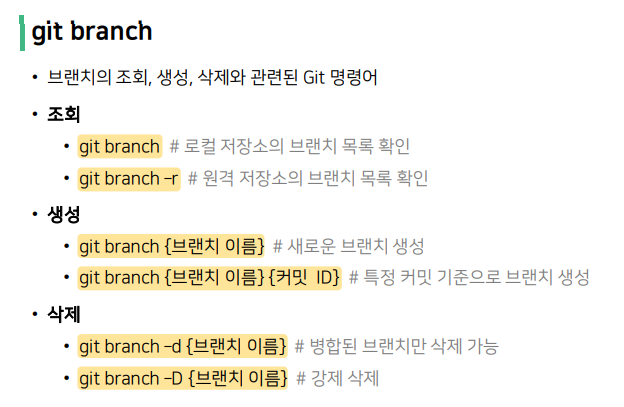 git branch
• 브랜치의 조회, 생성, 삭제와 관련된 Git 명령어
• 조회
• git branch # 로컬 저장소의 브랜치 목록 확인
• git branch –r # 원격 저장소의 브랜치 목록 확인
• 생성
• git branch {브랜치 이름} # 새로운 브랜치 생성
• git branch {브랜치 이름} {커밋 ID} # 특정 커밋 기준으로 브랜치 생성
• 삭제
• git branch –d {브랜치 이름} # 병합된 브랜치만 삭제 가능
• git branch –D {브랜치 이름} # 강제 삭제